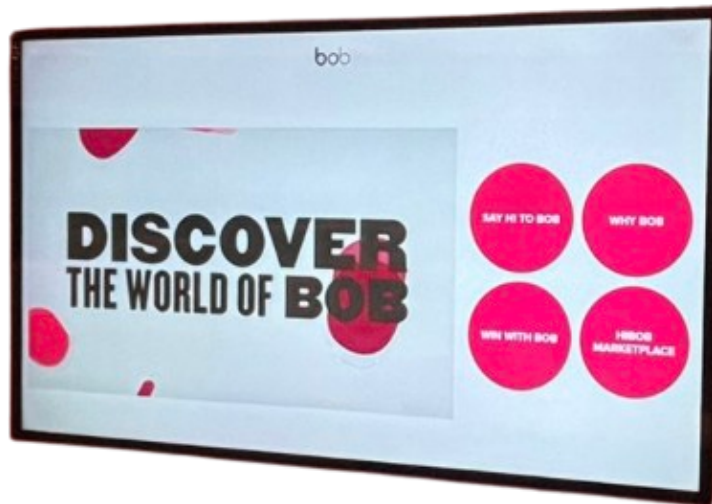 bob
DISCOVER
THE WORLD OF BOB
SAY HI TO BOB
WHY BOB
WIN WITH BOB
HIBOB
MARKETPLACE